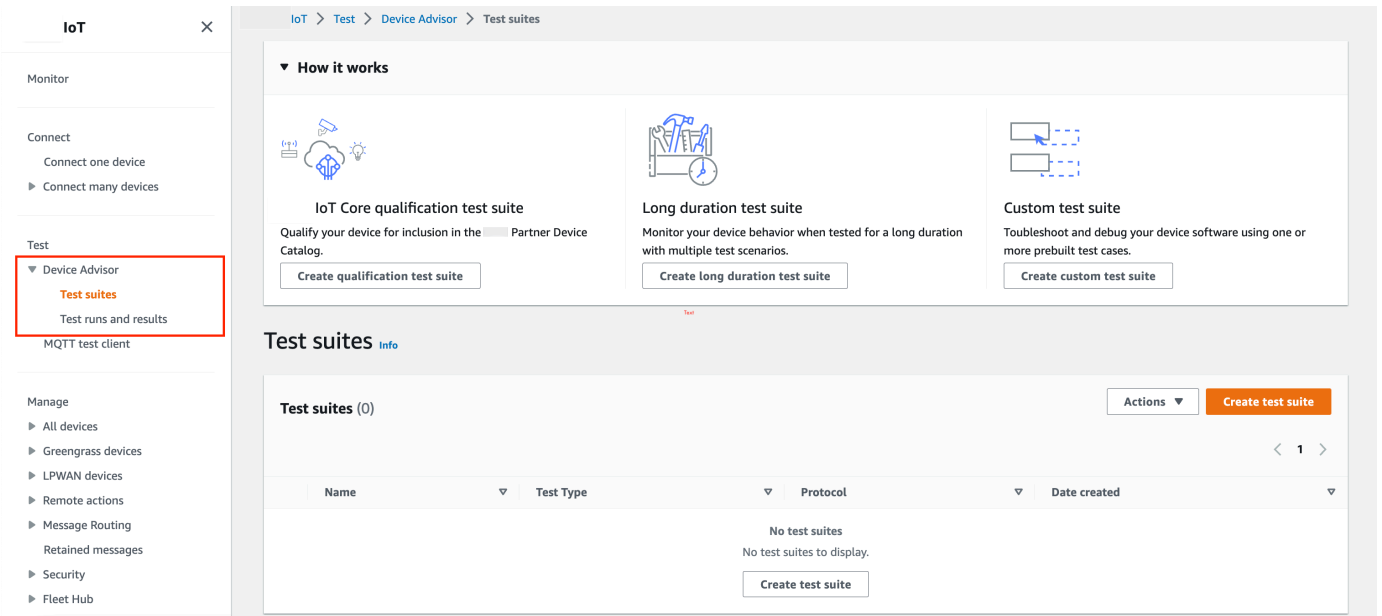 IoT
Monitor
Connect
Connect one device
Connect many devices
Test
Device Advisor
Test suites
Test runs and results
MQTT test client
Manage
All devices
Greengrass devices
LPWAN devices
Remote actions
Message Routing
Retained messages
Security
Fleet Hub
IoT > Test > Device Advisor > Test suites
How it works
IoT Core qualification test suite
Qualify your device for inclusion in the Partner Device
Catalog.
Create qualification test suite
Long duration test suite
Monitor your device behavior when tested for a long duration
with multiple test scenarios.
Create long duration test suite
Custom test suite
Toubleshoot and debug your device software using one or
more prebuilt test cases.
Create custom test suite
Text
Test suites Info
Test suites (0)
Actions
Create test suite
1
Name Test Type Protocol Date created
No test suites
No test suites to display.
Create test suite